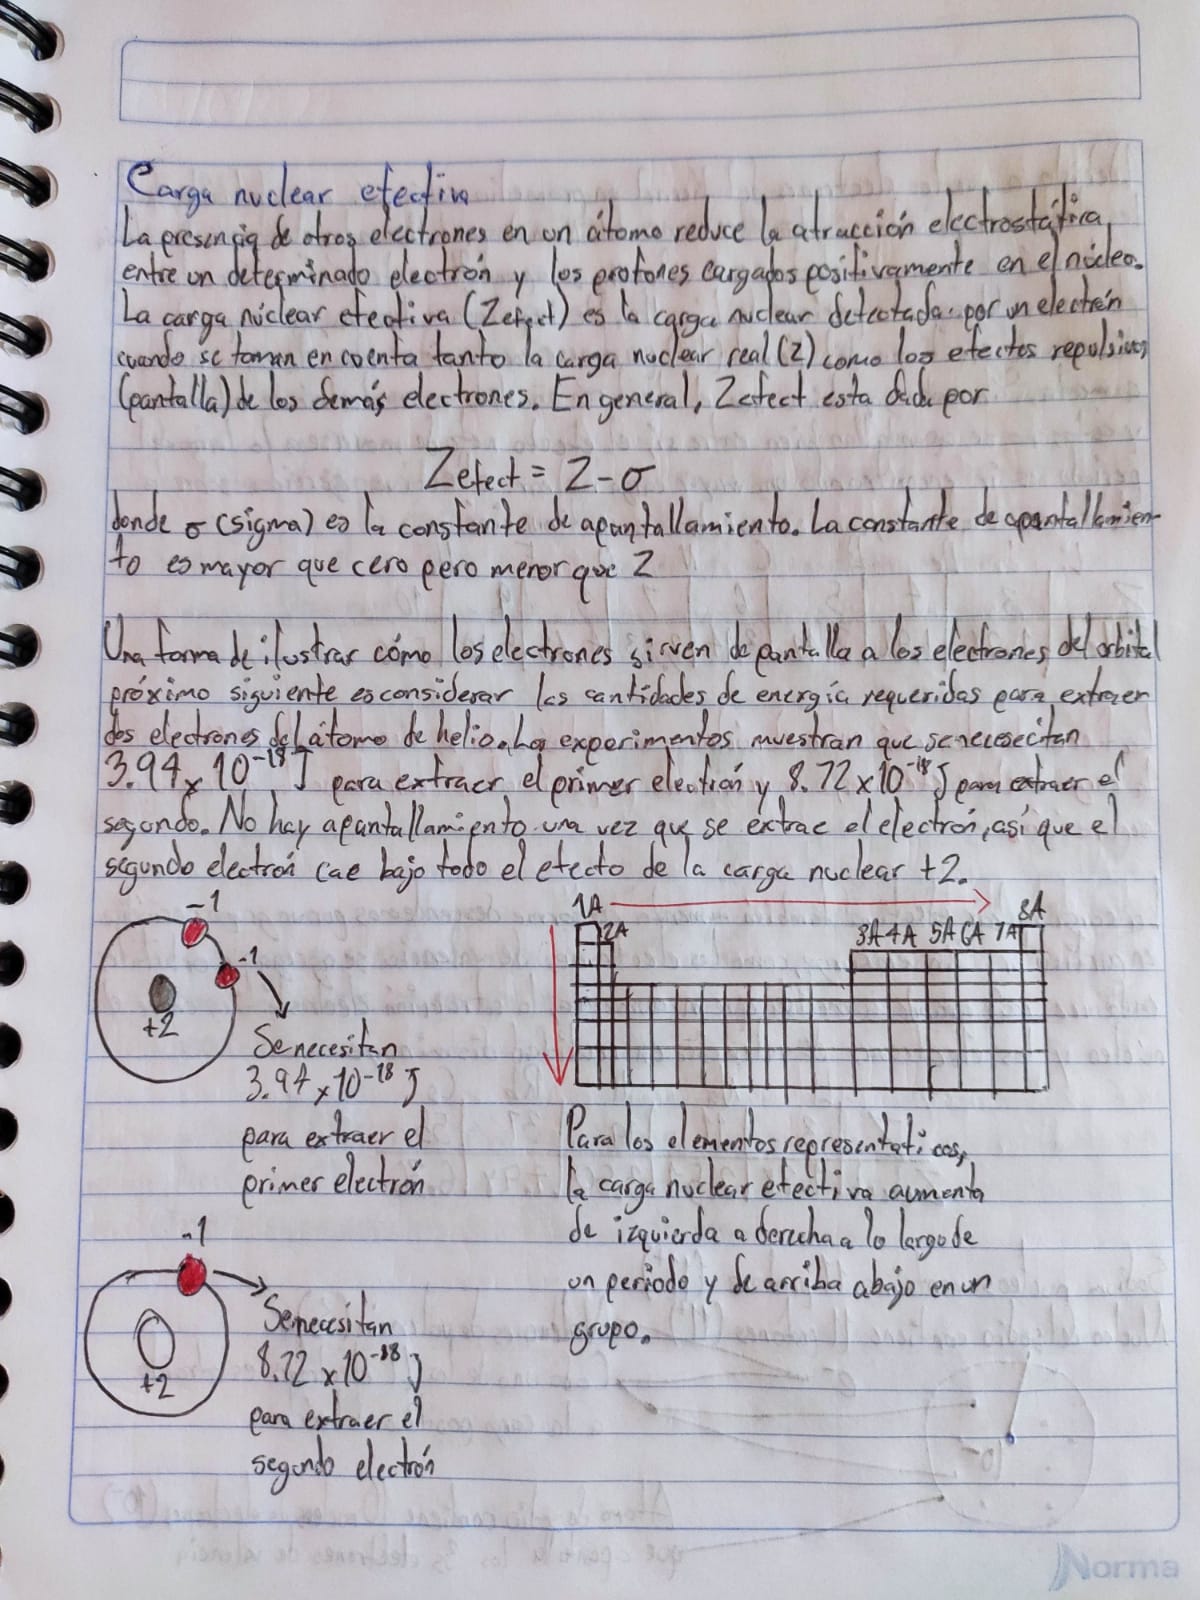 Carga nuclear efectiva
La presencia de otros electrones en un átomo reduce la atracción electrostática
entre un determinado electrón y los protones cargados positivamente en el núcleo.
La carga núclear efectiva (Zefect) es la carga nuclear detectada por un electrón
cuando se toman en cuenta tanto la carga nuclear real (Z) como los efectos repulsivos
(pantalla) de los demás electrones. En general, Zefect esta dada por
Zefect = Z-σ
donde σ (sigma) es la constante de apantallamiento. La constante de apantallamien-
to es mayor que cero pero menor que Z
Una forma de ilustrar cómo los electrones sirven de pantalla a los electrones del orbital
próximo siguiente es considerar las cantidades de energía requeridas para extraer
dos electrones del átomo de helio. Los experimentos muestran que se necesecitan
3.94 x 10⁻¹⁸ J para extraer el primer electrón y 8.72 x 10⁻¹⁸ J para extraer el
segundo. No hay apantallamiento una vez que se extrae el electrón, así que el
segundo electrón cae bajo todo el efecto de la carga nuclear +2.
-1
-1
+2
Se necesitan
3.94 x 10⁻¹⁸ J
para extraer el
primer electrón
-1
+2
Se necesitan
8.72 x 10⁻¹⁸ J
para extraer el
segundo electrón
1A 8A
2A 3A 4A 5A 6A 7A
Para los elementos representativos,
la carga nuclear efectiva aumenta
de izquierda a derecha a lo largo de
un periodo y de arriba abajo en un
grupo.
Norma